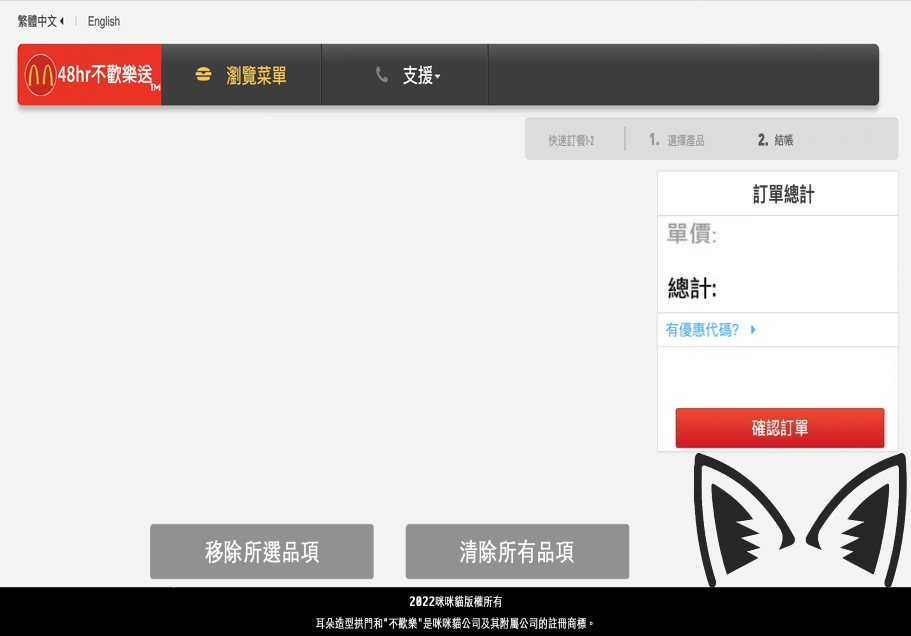 繁體中文 English
48hr不歡樂送TM
瀏覽菜單
支援
快速訂餐1-2
1. 選擇產品
2. 結帳
訂單總計
單價:
總計:
有優惠代碼?
確認訂單
移除所選品項
清除所有品項
2022咪咪貓版權所有
耳朵造型拱門和"不歡樂"是咪咪貓公司及其附屬公司的註冊商標。